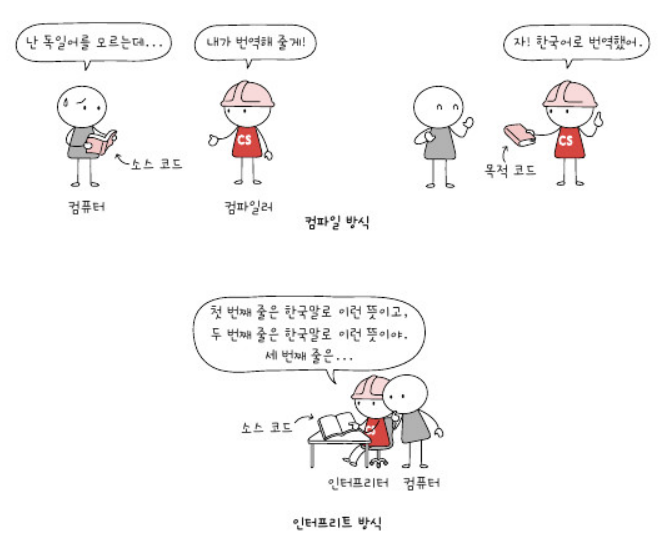 난 독일어를 모르는데...
내가 번역해 줄게!
자! 한국어로 번역했어.
CS
CS
소스 코드
목적 코드
컴퓨터
컴파일러
컴파일 방식
첫 번째 줄은 한국말로 이런 뜻이고,
두 번째 줄은 한국말로 이런 뜻이야.
세 번째 줄은...
소스 코드
CS
인터프리터
컴퓨터
인터프리트 방식